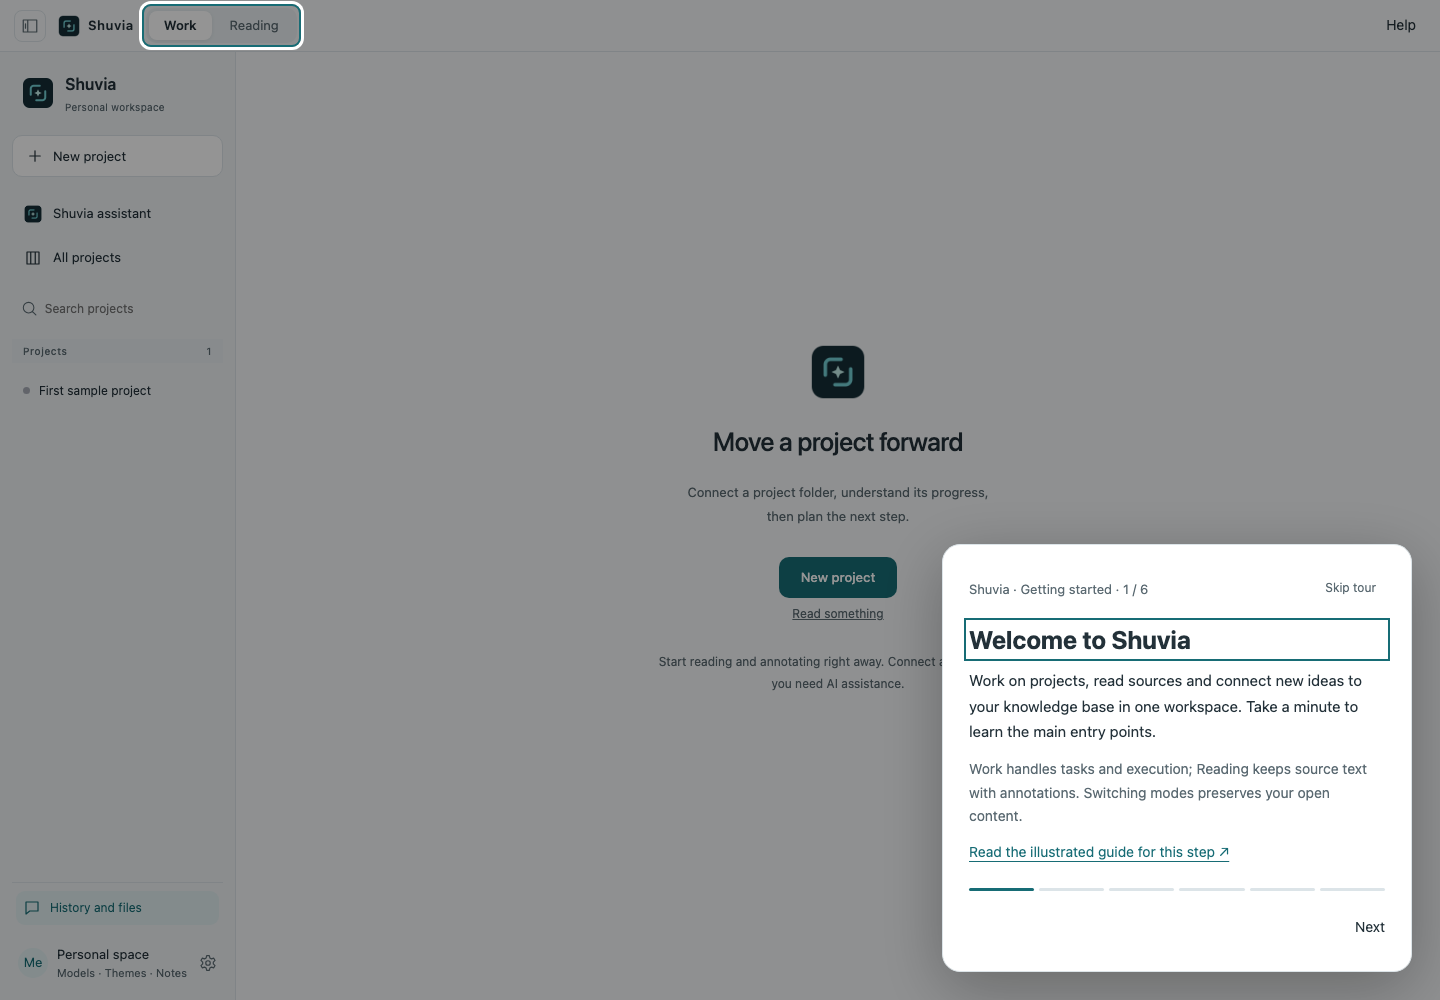 Shuvia
Work
Reading
Help
Shuvia
Personal workspace
New project
Shuvia assistant
All projects
Search projects
Projects
1
First sample project
History and files
Me
Personal space
Models · Themes · Notes
Move a project forward
Connect a project folder, understand its progress,
then plan the next step.
New project
Read something
Start reading and annotating right away. Connect
you need AI assistance.
Shuvia · Getting started · 1 / 6
Skip tour
Welcome to Shuvia
Work on projects, read sources and connect new ideas to
your knowledge base in one workspace. Take a minute to
learn the main entry points.
Work handles tasks and execution; Reading keeps source text
with annotations. Switching modes preserves your open
content.
Read the illustrated guide for this step ↗
Next